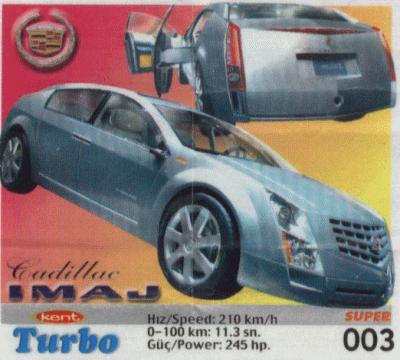 Cadillac
IMAJ
kent
Turbo
Hız/Speed: 210 km/h
0-100 km: 11.3 sn.
Güç/Power: 245 hp.
SUPER
003